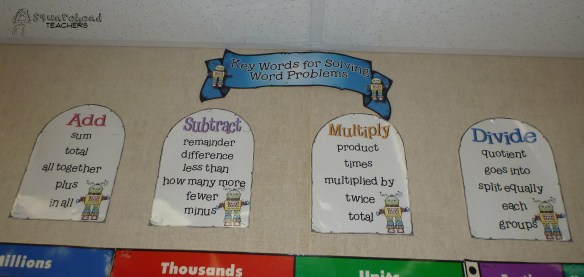 Squarehead
TEACHERS
Key Words for Solving
Word Problems
Add
sum
total
all together
plus
in all
Subtract
remainder
difference
less than
how many more
fewer
minus
Multiply
product
times
multiplied by
twice
total
Divide
quotient
goes into
split equally
each
groups
Millions
Thousands
Units